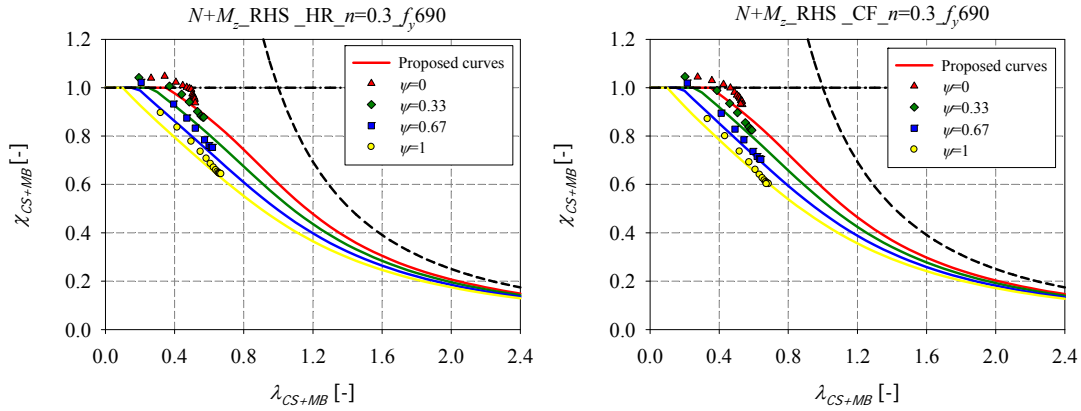 N+M_z_RHS _HR_n=0.3_f_y690
1.2
1.0
0.8
0.6
0.4
0.2
0.0
χ_CS+MB [-]
Proposed curves
ψ=0
ψ=0.33
ψ=0.67
ψ=1
0.0 0.4 0.8 1.2 1.6 2.0 2.4
λ_CS+MB [-]
N+M_z_RHS _CF_n=0.3_f_y690
1.2
1.0
0.8
0.6
0.4
0.2
0.0
χ_CS+MB [-]
Proposed curves
ψ=0
ψ=0.33
ψ=0.67
ψ=1
0.0 0.4 0.8 1.2 1.6 2.0 2.4
λ_CS+MB [-]